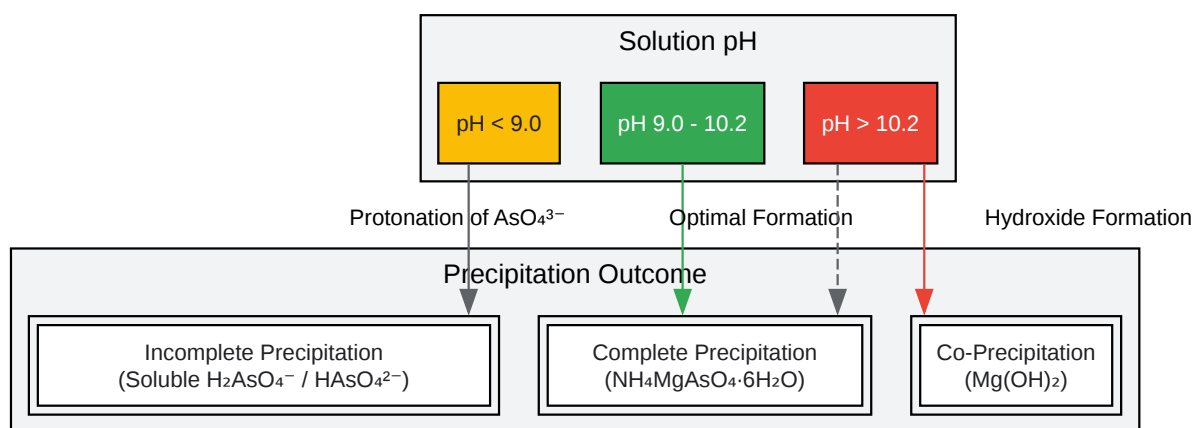 Solution pH
pH < 9.0
pH 9.0 - 10.2
pH > 10.2
Protonation of AsO₄³⁻
Optimal Formation
Hydroxide Formation
Precipitation Outcome
Incomplete Precipitation
(Soluble H₂AsO₄⁻ / HAsO₄²⁻)
Complete Precipitation
(NH₄MgAsO₄·6H₂O)
Co-Precipitation
(Mg(OH)₂)